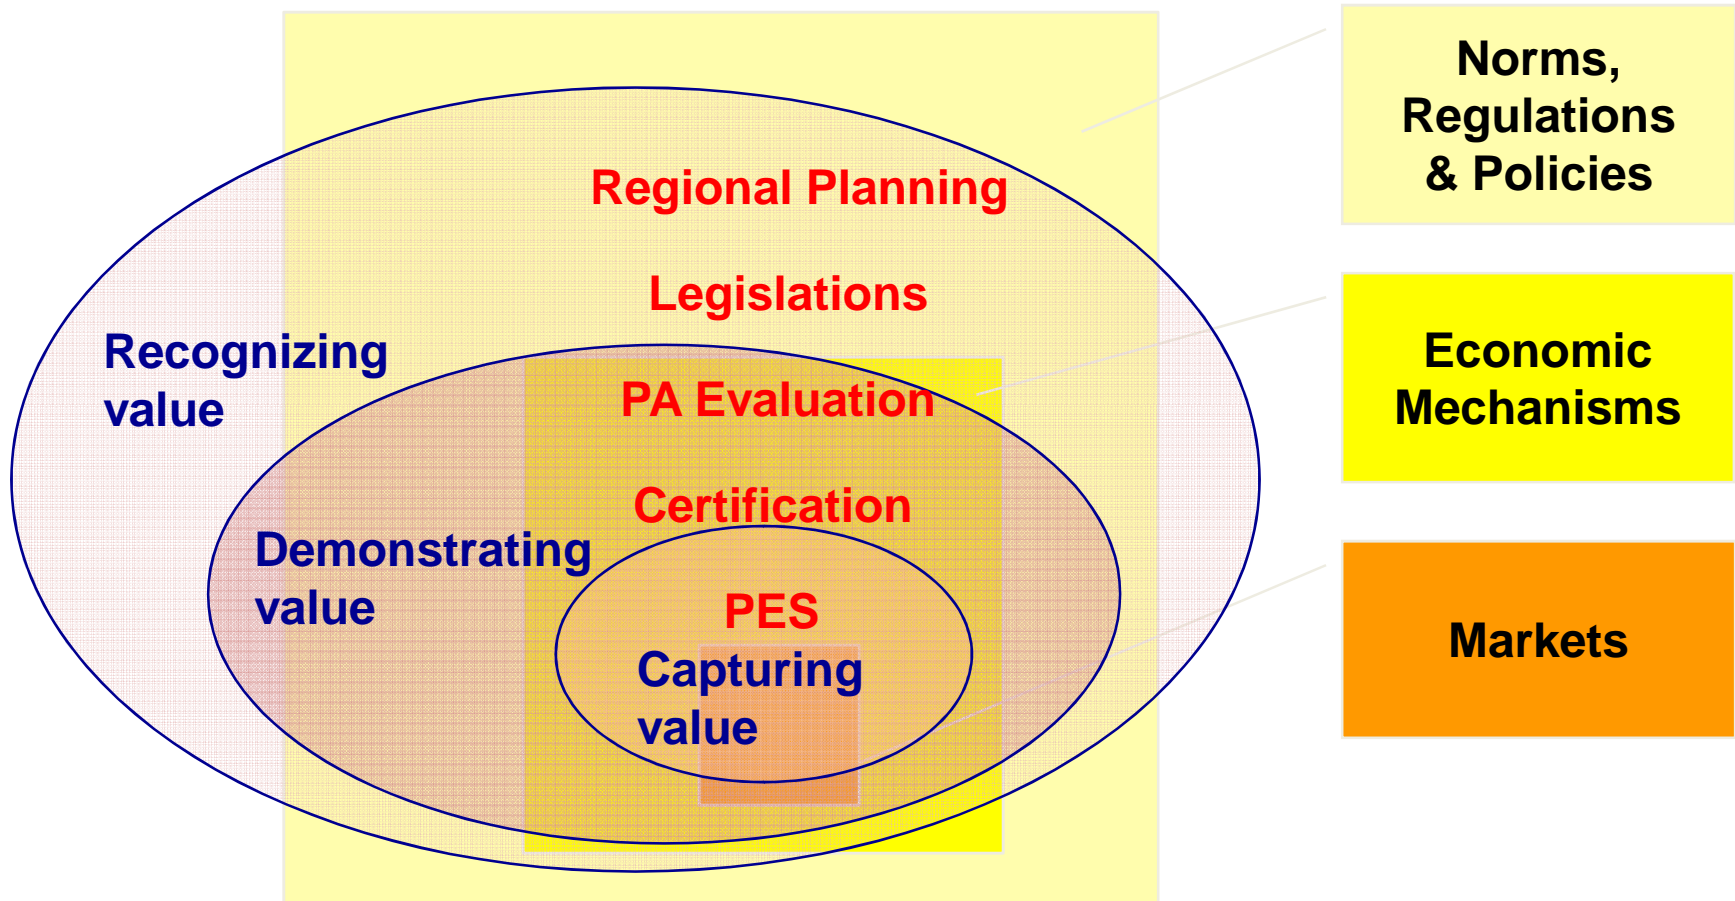 Norms,
Regulations
& Policies
Regional Planning
Legislations
Recognizing
value
Economic
Mechanisms
PA Evaluation
Certification
Demonstrating
value
PES
Capturing
value
Markets